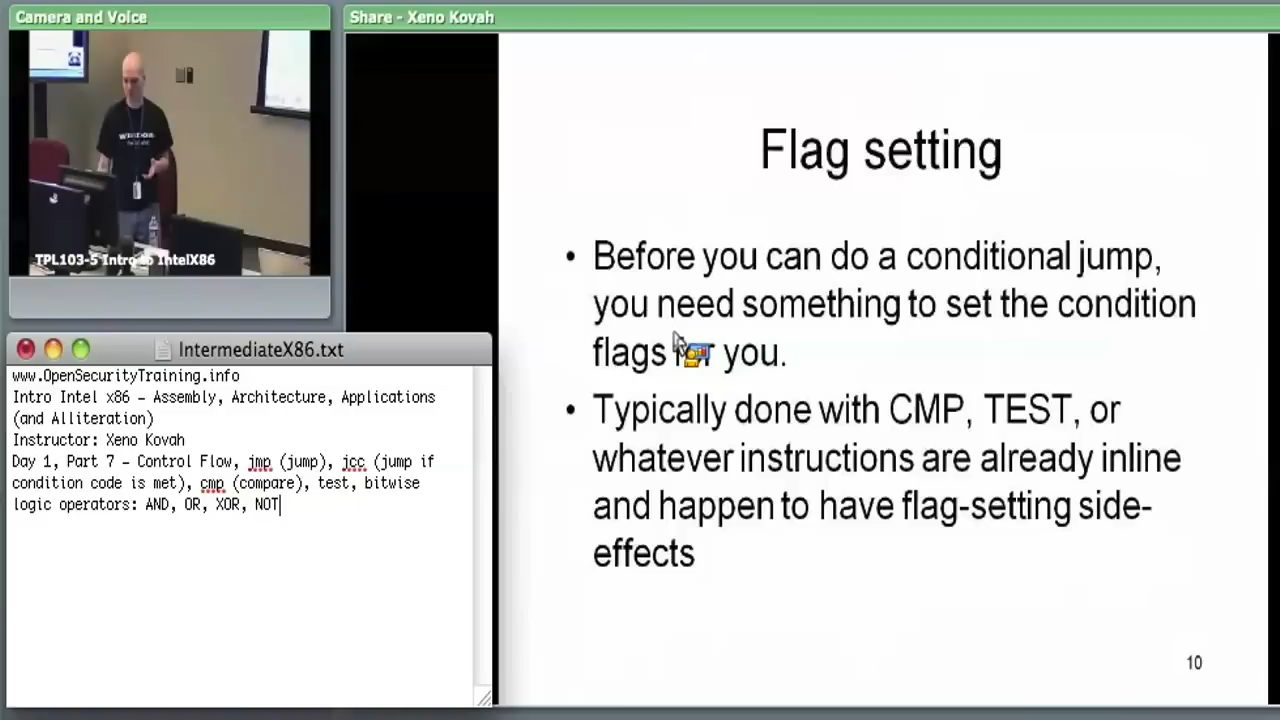 Camera and Voice
TPL103-5 Intro to IntelX86
IntermediateX86.txt
www.OpenSecurityTraining.info
Intro Intel x86 – Assembly, Architecture, Applications
(and Alliteration)
Instructor: Xeno Kovah
Day 1, Part 7 – Control Flow, jmp (jump), jcc (jump if
condition code is met), cmp (compare), test, bitwise
logic operators: AND, OR, XOR, NOT
Share - Xeno Kovah
Flag setting
• Before you can do a conditional jump,
you need something to set the condition
flags for you.
• Typically done with CMP, TEST, or
whatever instructions are already inline
and happen to have flag-setting side-
effects
10